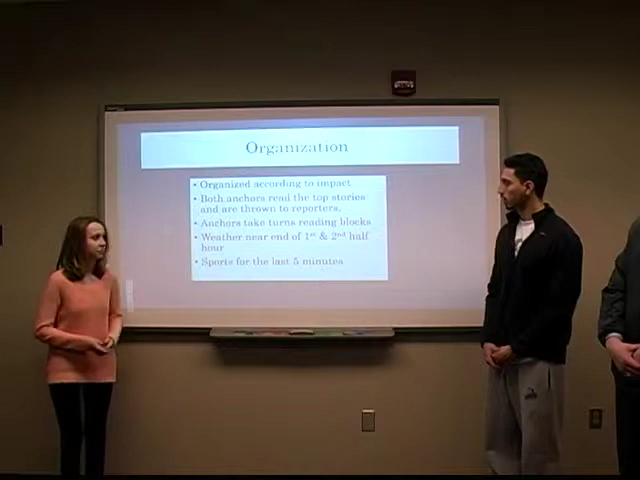 Organization
• Organized according to impact
• Both anchors read the top stories
and are thrown to reporters.
• Anchors take turns reading blocks
• Weather near end of 1st & 2nd half
hour
• Sports for the last 5 minutes